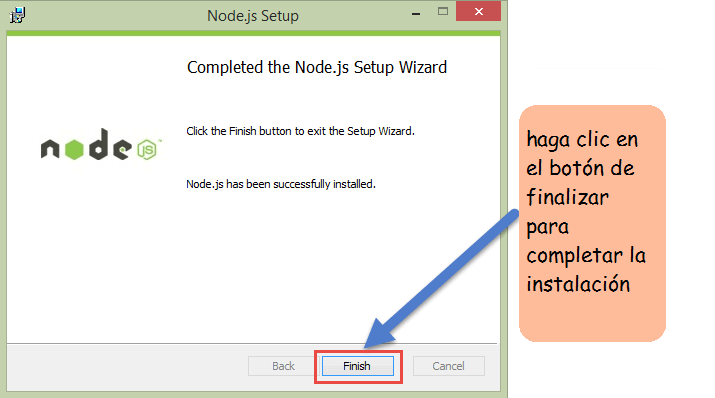 Node.js Setup
Completed the Node.js Setup Wizard
Click the Finish button to exit the Setup Wizard.
Node.js has been successfully installed.
node
JS
™
Back
Finish
Cancel
haga clic en
el botón de
finalizar
para
completar la
instalación